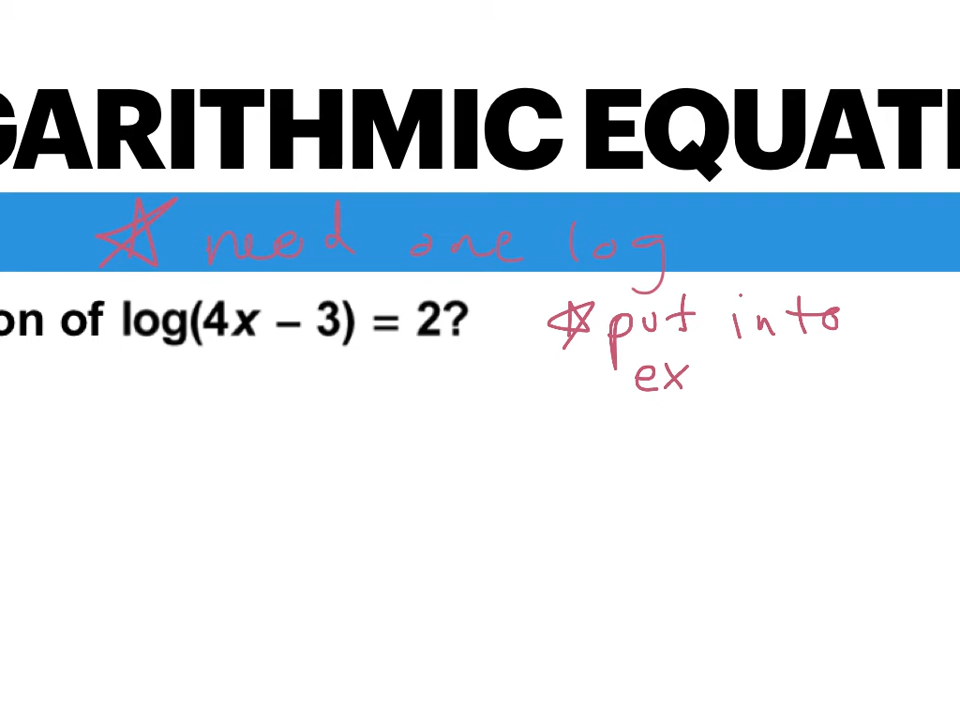 GARITHMIC EQUATI
☆ need one log
on of log(4x – 3) = 2? ☆ put into
ex